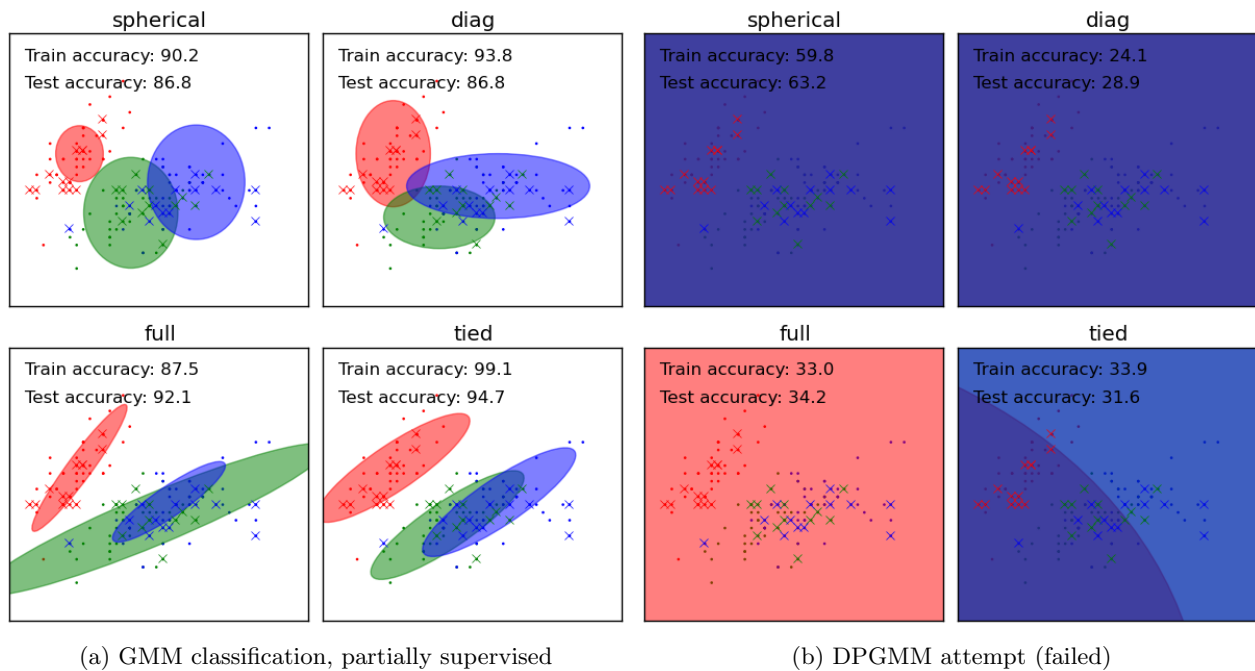 spherical
Train accuracy: 90.2
Test accuracy: 86.8
diag
Train accuracy: 93.8
Test accuracy: 86.8
full
Train accuracy: 87.5
Test accuracy: 92.1
tied
Train accuracy: 99.1
Test accuracy: 94.7
(a) GMM classification, partially supervised
spherical
Train accuracy: 59.8
Test accuracy: 63.2
diag
Train accuracy: 24.1
Test accuracy: 28.9
full
Train accuracy: 33.0
Test accuracy: 34.2
tied
Train accuracy: 33.9
Test accuracy: 31.6
(b) DPGMM attempt (failed)